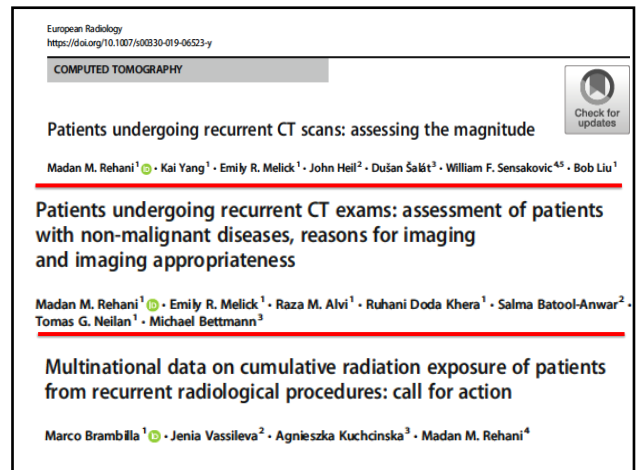 European Radiology
https://doi.org/10.1007/s00330-019-06523-y
COMPUTED TOMOGRAPHY
Check for
updates
Patients undergoing recurrent CT scans: assessing the magnitude
Madan M. Rehani 1 · Kai Yang 1 · Emily R. Melick 1 · John Heil 2 · Dušan Šalát 3 · William F. Sensakovic 4,5 · Bob Liu 1
Patients undergoing recurrent CT exams: assessment of patients
with non-malignant diseases, reasons for imaging
and imaging appropriateness
Madan M. Rehani 1 iD · Emily R. Melick 1 · Raza M. Alvi 1 · Ruhani Doda Khera 1 · Salma Batool-Anwar 2 ·
Tomas G. Neilan 1 · Michael Bettmann 3
Multinational data on cumulative radiation exposure of patients
from recurrent radiological procedures: call for action
Marco Brambilla 1 iD · Jenia Vassileva 2 · Agnieszka Kuchcinska 3 · Madan M. Rehani 4